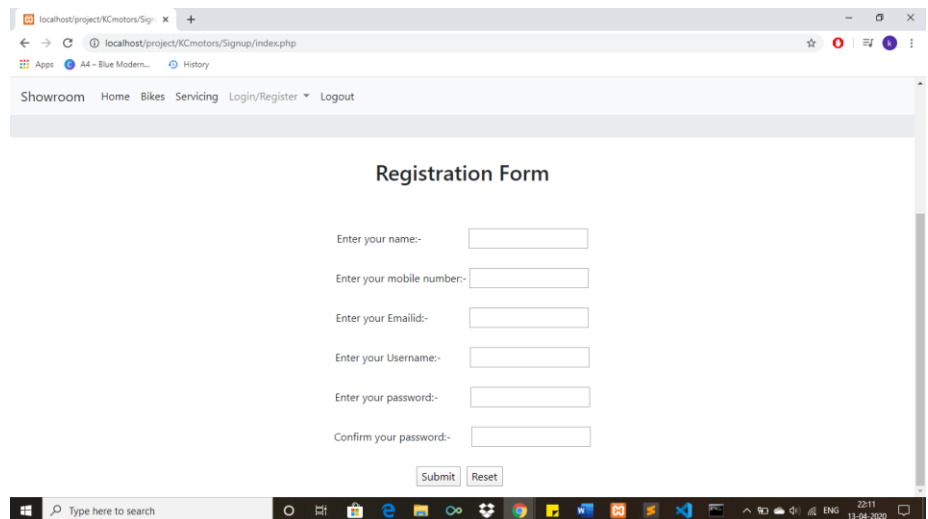 localhost/project/KCmotors/Sign
localhost/project/KCmotors/Signup/index.php
k
Apps A4 – Blue Modern... History
Showroom Home Bikes Servicing Login/Register Logout
Registration Form
Enter your name:-
Enter your mobile number:-
Enter your Emailid:-
Enter your Username:-
Enter your password:-
Confirm your password:-
Submit Reset
Type here to search
ENG
22:11
13-04-2020